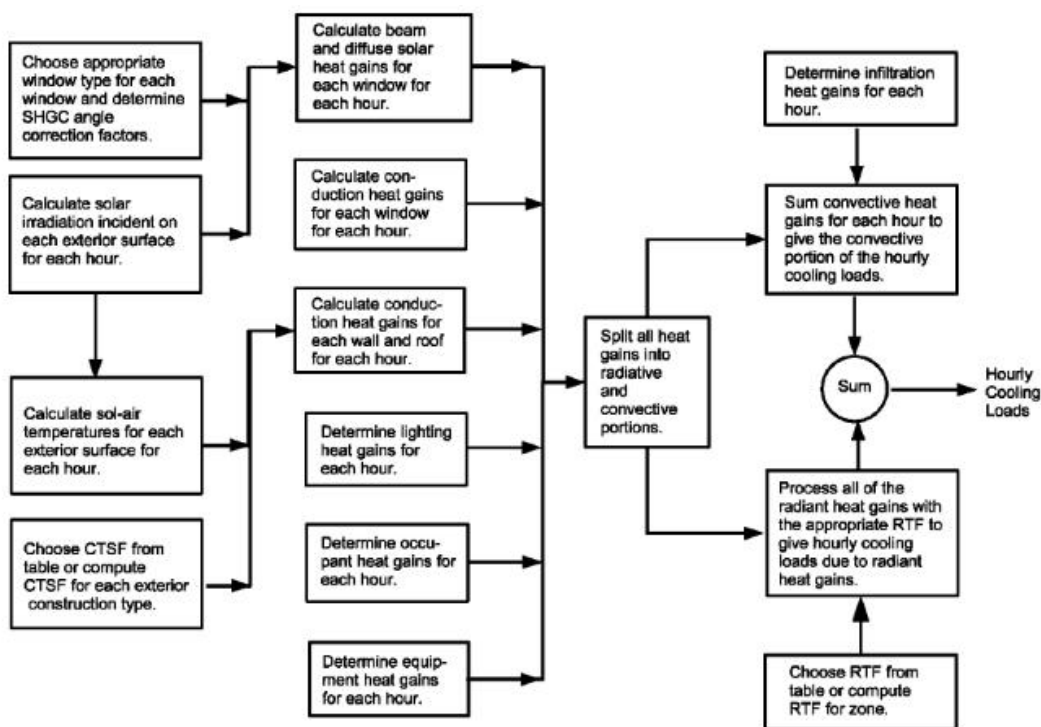 Choose appropriate
window type for each
window and determine
SHGC angle
correction factors.
Calculate solar
irradiation incident on
each exterior surface
for each hour.
Calculate sol-air
temperatures for each
exterior surface for
each hour.
Choose CTSF from
table or compute
CTSF for each exterior
construction type.
Calculate beam
and diffuse solar
heat gains for
each window for
each hour.
Calculate con-
duction heat gains
for each window
for each hour.
Calculate conduc-
tion heat gains for
each wall and roof
for each hour.
Determine lighting
heat gains for
each hour.
Determine occu-
pant heat gains for
each hour.
Determine equip-
ment heat gains
for each hour.
Split all heat
gains into
radiative
and
convective
portions.
Determine infiltration
heat gains for each
hour.
Sum convective heat
gains for each hour to
give the convective
portion of the hourly
cooling loads.
Sum
Hourly
Cooling
Loads
Process all of the
radiant heat gains with
the appropriate RTF to
give hourly cooling
loads due to radiant
heat gains.
Choose RTF from
table or compute
RTF for zone.